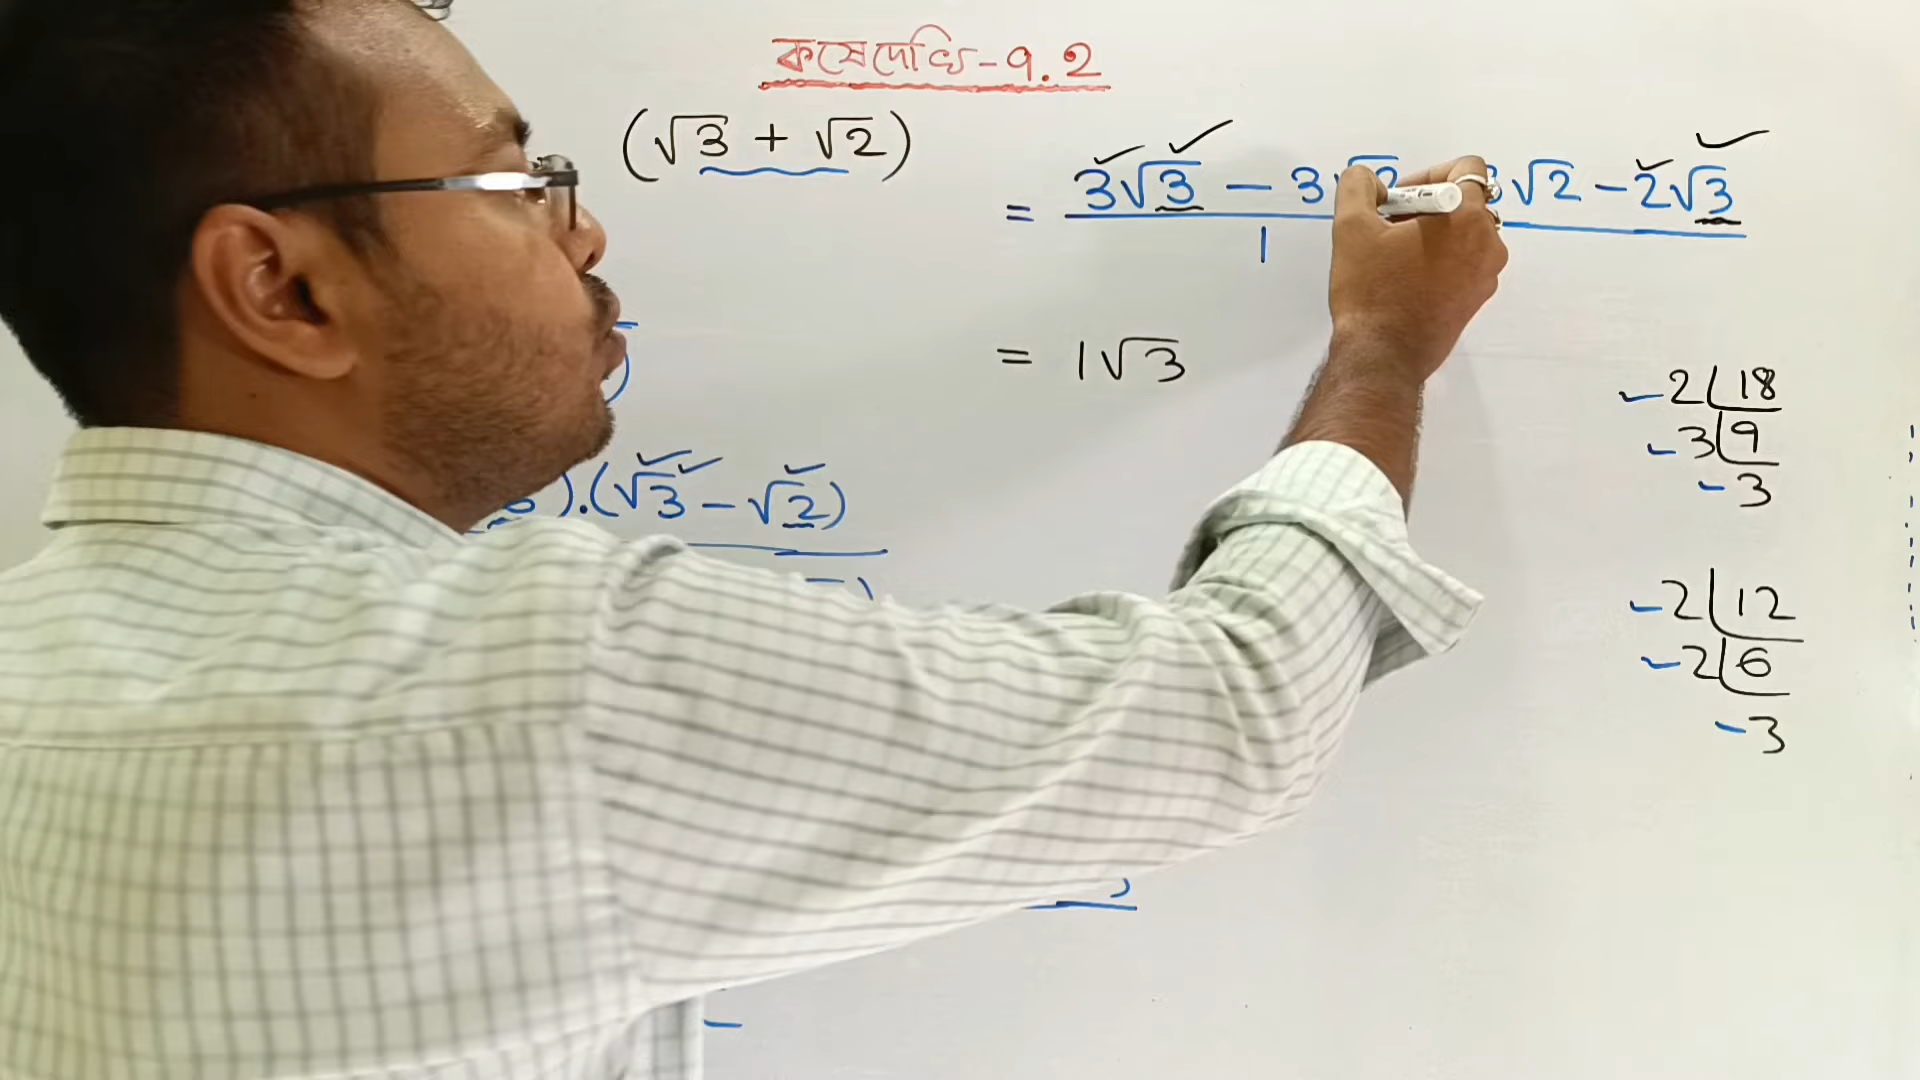 কষে দেখি - ৭.2
(√3 + √2)
= 3√3 - 3√2 3√2 - 2√3
1
= 1√3
2 | 18
3 | 9
3
).(√3 - √2)
2 | 12
2 | 6
3